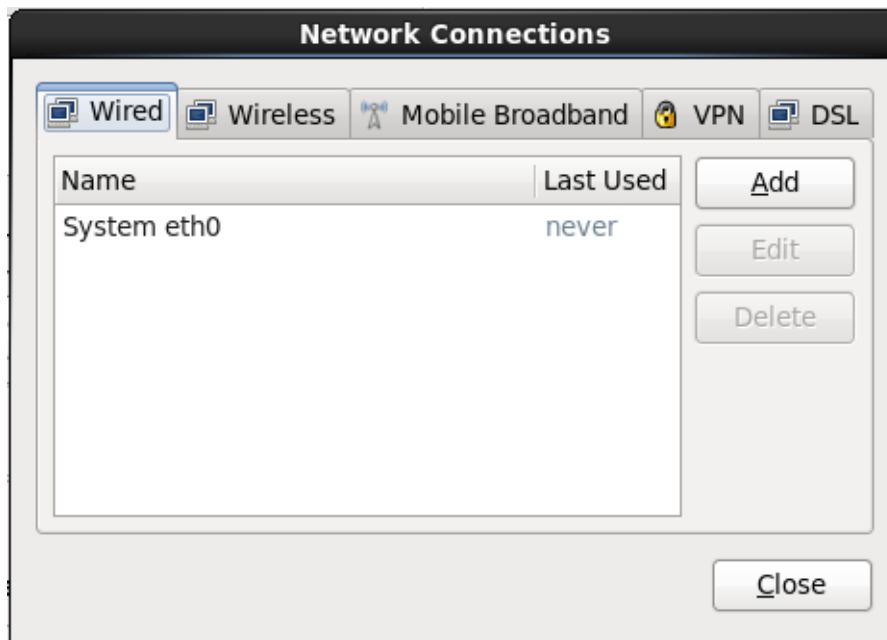 Network Connections
Wired Wireless Mobile Broadband VPN DSL
Name Last Used
System eth0 never
Add
Edit
Delete
Close